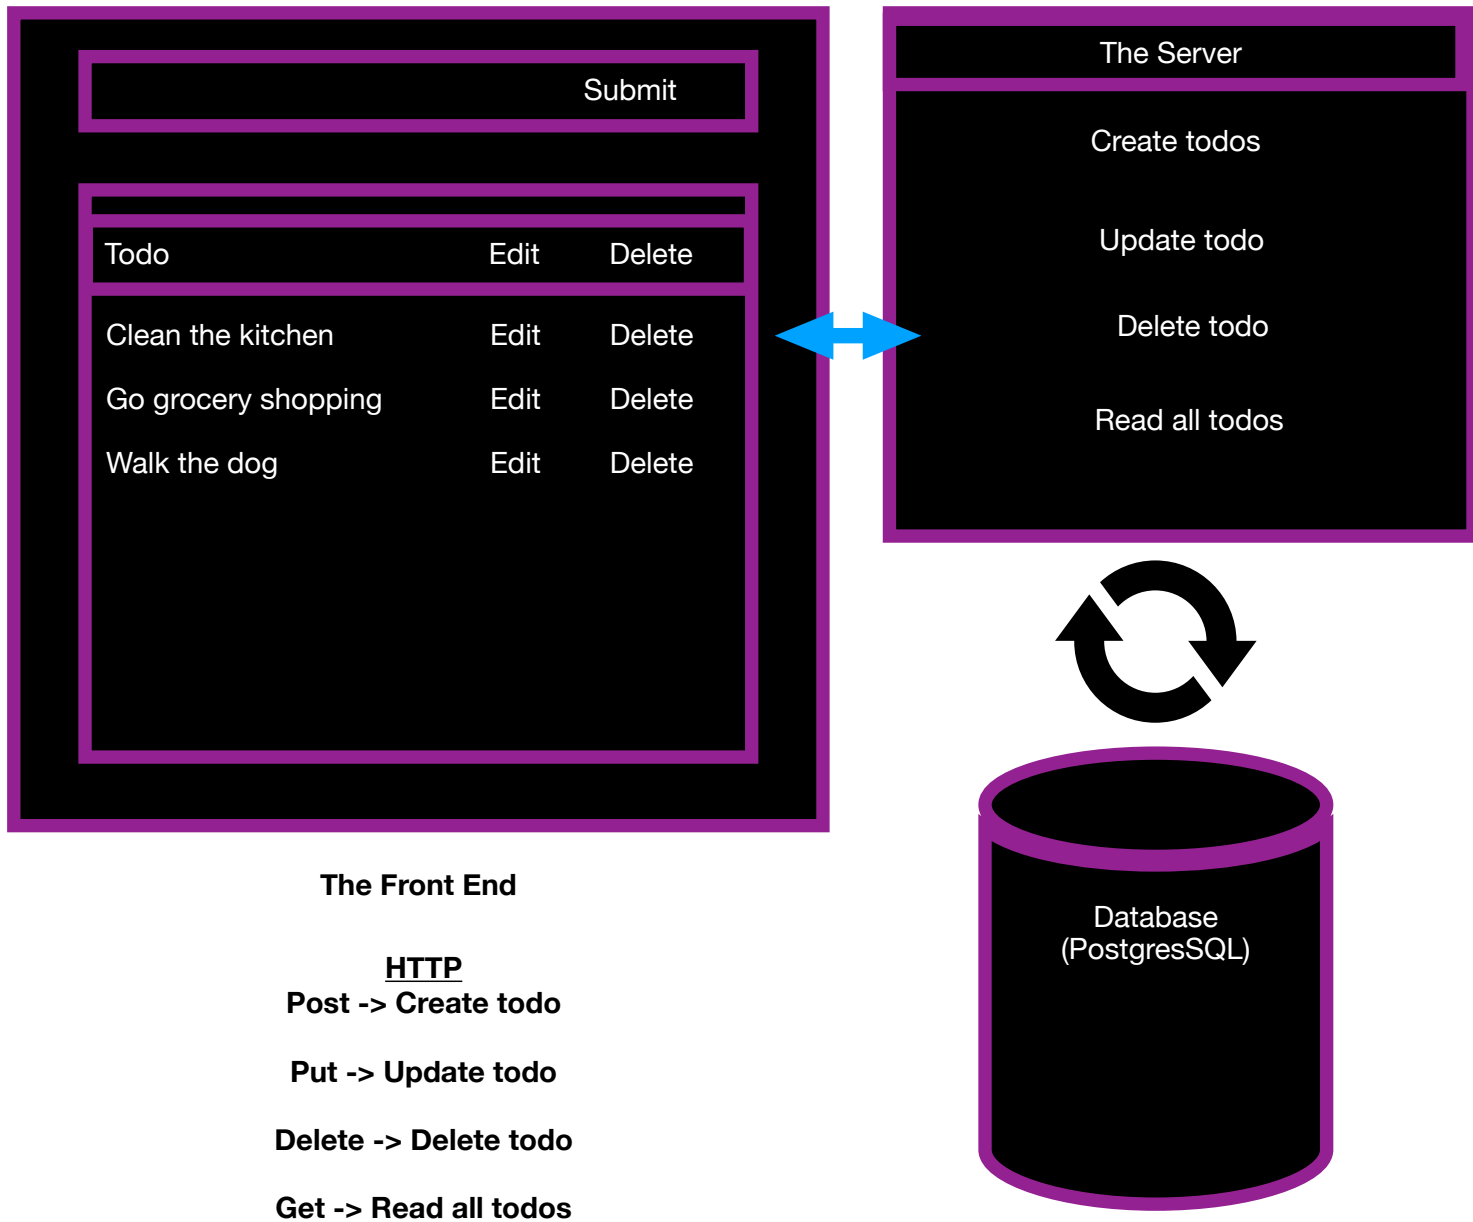 Submit
Todo Edit Delete
Clean the kitchen Edit Delete
Go grocery shopping Edit Delete
Walk the dog Edit Delete
The Front End
HTTP
Post -> Create todo
Put -> Update todo
Delete -> Delete todo
Get -> Read all todos
The Server
Create todos
Update todo
Delete todo
Read all todos
Database
(PostgresSQL)